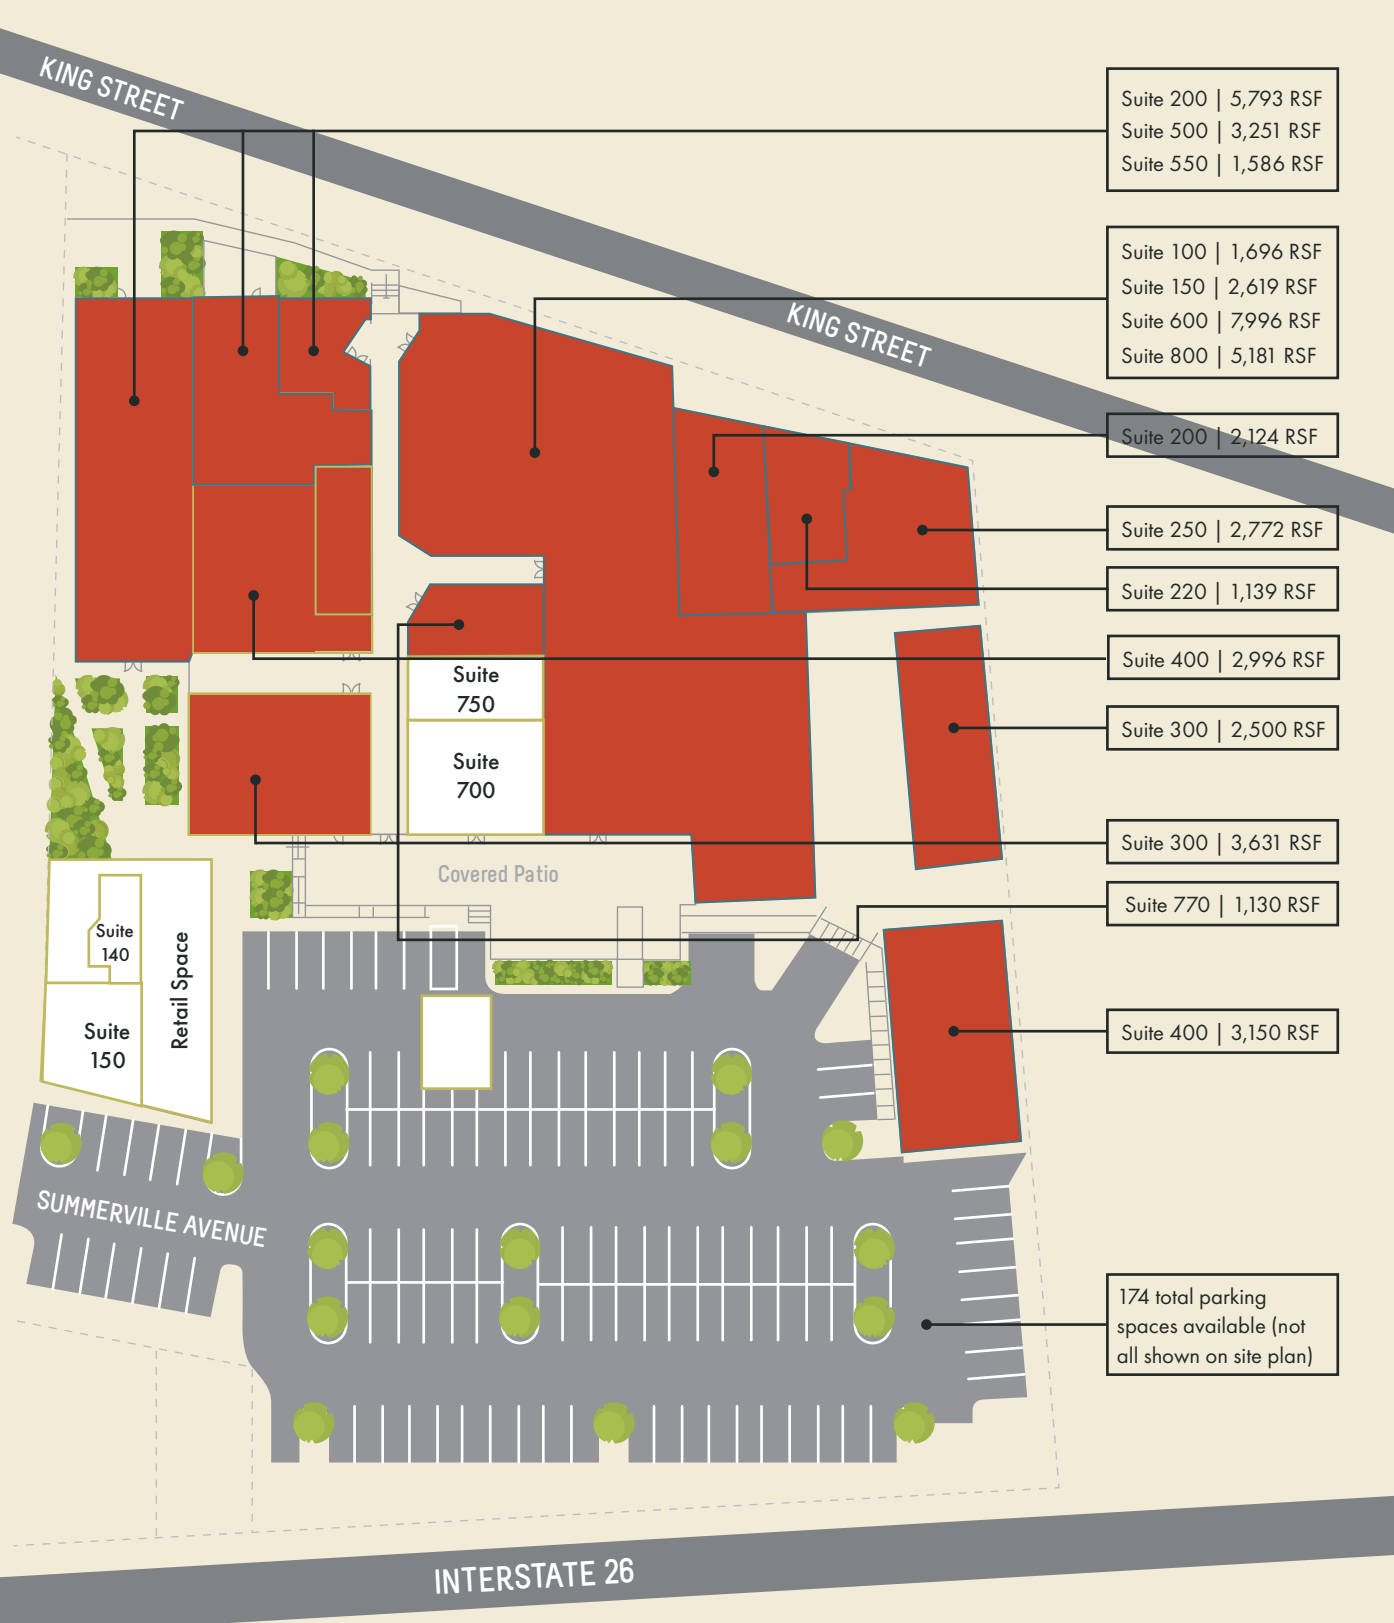 KING STREET
Suite 200 | 5,793 RSF
Suite 500 | 3,251 RSF
Suite 550 | 1,586 RSF
Suite 100 | 1,696 RSF
Suite 150 | 2,619 RSF
Suite 600 | 7,996 RSF
Suite 800 | 5,181 RSF
KING STREET
Suite 200 | 2,124 RSF
Suite 250 | 2,772 RSF
Suite 220 | 1,139 RSF
Suite 400 | 2,996 RSF
Suite
750
Suite 300 | 2,500 RSF
Suite
700
Suite 300 | 3,631 RSF
Covered Patio
Suite 770 | 1,130 RSF
Suite
140
Retail Space
Suite
150
Suite 400 | 3,150 RSF
SUMMERVILLE AVENUE
174 total parking
spaces available (not
all shown on site plan)
INTERSTATE 26